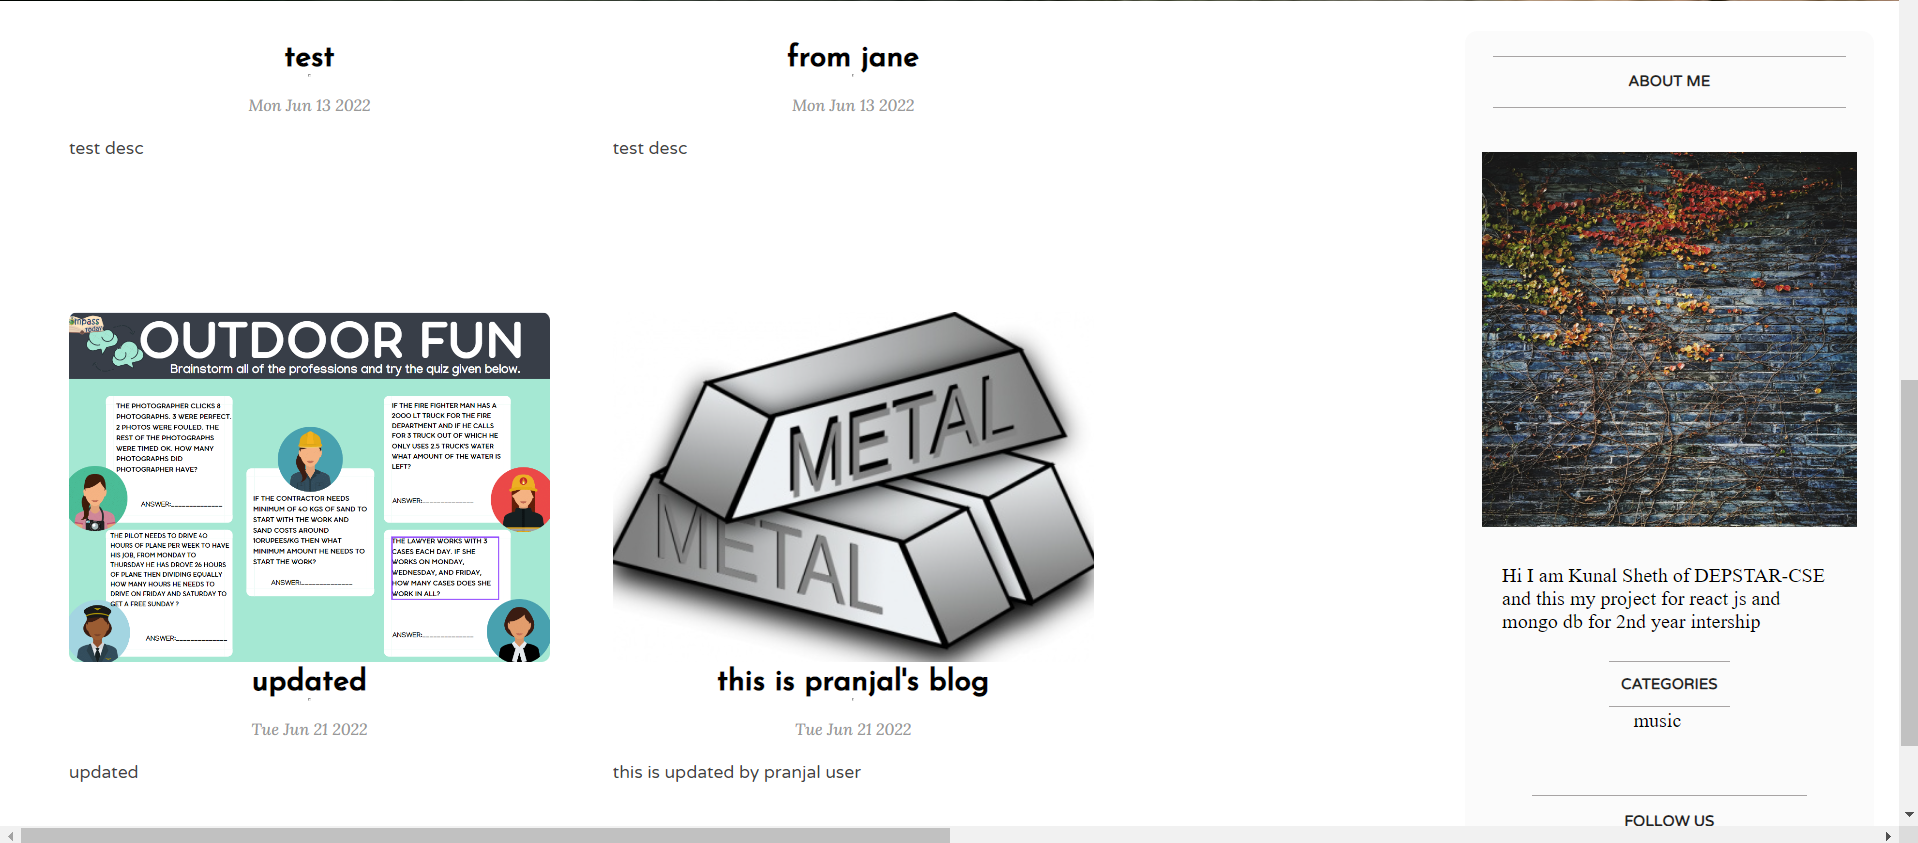 test
Mon Jun 13 2022
test desc
from jane
Mon Jun 13 2022
test desc
OUTDOOR FUN
Brainstorm all of the professions and try the quiz given below.
THE PHOTOGRAPHER CLICKS 8
PHOTOGRAPHS. 3 WERE PERFECT.
2 PHOTOS WERE FOULED. THE
REST OF THE PHOTOGRAPHS
WERE TIMED OK. HOW MANY
PHOTOGRAPHS DID
PHOTOGRAPHER HAVE?
ANSWER:______________
IF THE CONTRACTOR NEEDS
MINIMUM OF 40 KGS OF SAND TO
START WITH THE WORK AND
SAND COSTS AROUND
10RUPEES/KG THEN WHAT
MINIMUM AMOUNT HE NEEDS TO
START THE WORK?
ANSWER:______________
IF THE FIRE FIGHTER MAN HAS A
2000 LT TRUCK FOR THE FIRE
DEPARTMENT AND IF HE CALLS
FOR 3 TRUCK OUT OF WHICH HE
ONLY USES 2.5 TRUCK'S WATER
WHAT AMOUNT OF THE WATER IS
LEFT?
ANSWER:______________
THE PILOT NEEDS TO DRIVE 40
HOURS OF PLANE PER WEEK TO HAVE
HIS JOB, FROM MONDAY TO
THURSDAY HE HAS DROVE 26 HOURS
OF PLANE THEN DIVIDING EQUALLY
HOW MANY HOURS HE NEEDS TO
DRIVE ON FRIDAY AND SATURDAY TO
GET A FREE SUNDAY ?
ANSWER:______________
THE LAWYER WORKS WITH 3
CASES EACH DAY. IF SHE
WORKS ON MONDAY,
WEDNESDAY, AND FRIDAY,
HOW MANY CASES DOES SHE
WORK IN ALL?
ANSWER:______________
updated
Tue Jun 21 2022
updated
METAL
METAL
this is pranjal's blog
Tue Jun 21 2022
this is updated by pranjal user
ABOUT ME
Hi I am Kunal Sheth of DEPSTAR-CSE
and this my project for react js and
mongo db for 2nd year intership
CATEGORIES
music
FOLLOW US